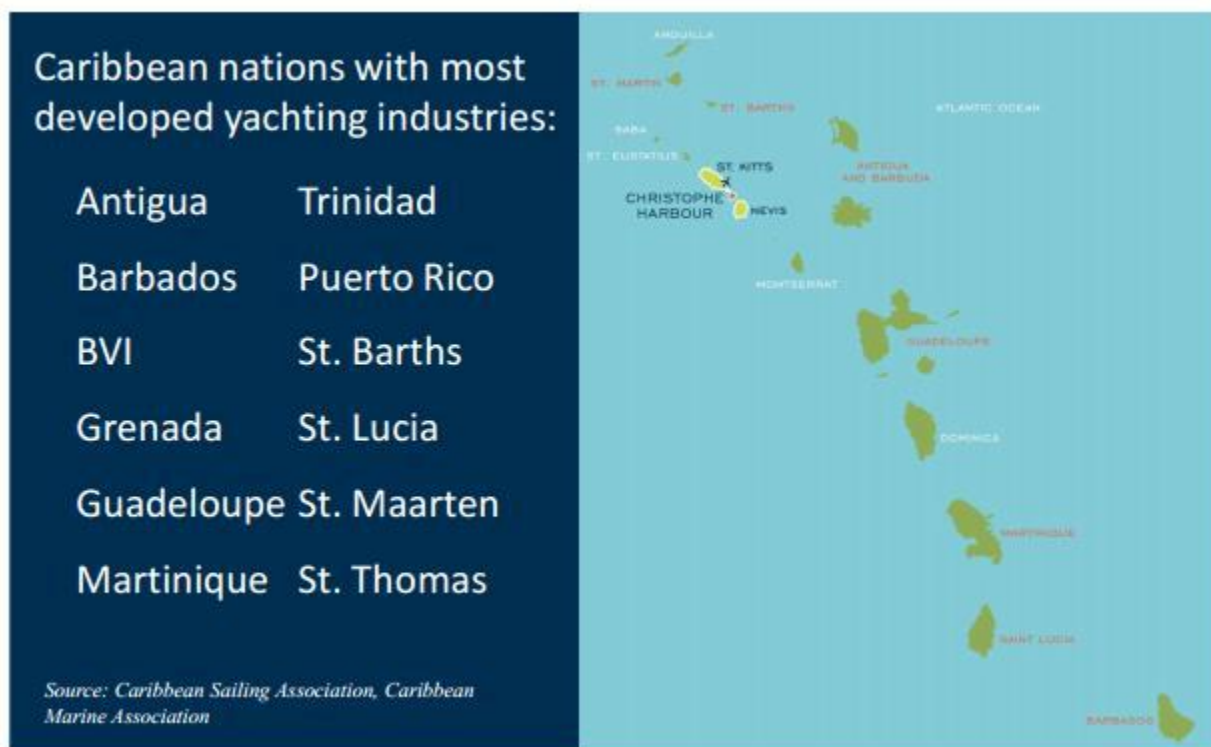 Caribbean nations with most
developed yachting industries:
Antigua Trinidad
Barbados Puerto Rico
BVI St. Barths
Grenada St. Lucia
Guadeloupe St. Maarten
Martinique St. Thomas
Source: Caribbean Sailing Association, Caribbean
Marine Association
ANGUILLA
ST. MARTIN
ST. BARTHS
ATLANTIC OCEAN
SABA
ST. EUSTATIUS
ST. KITTS
ANTIGUA
AND BARBUDA
CHRISTOPHE
HARBOUR
NEVIS
MONTSERRAT
GUADELOUPE
DOMINICA
MARTINIQUE
SAINT LUCIA
BARBADOS